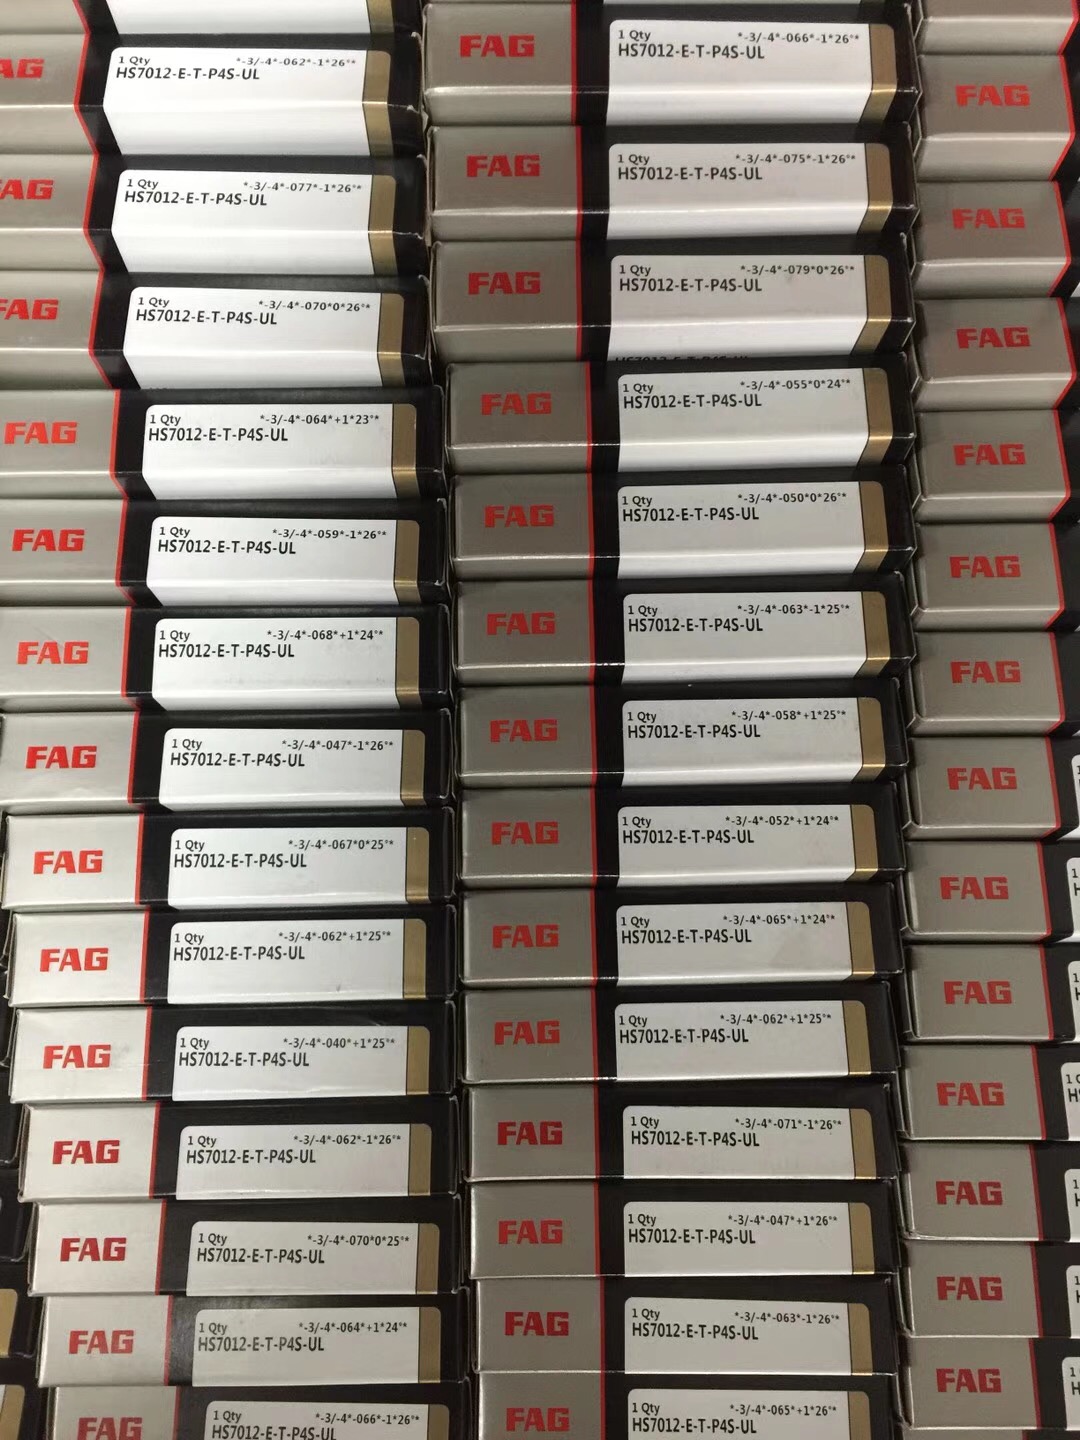 FAG
1 Qty *-3/-4*-062*-1*26°*
HS7012-E-T-P4S-UL
FAG
1 Qty *-3/-4*-077*-1*26°*
HS7012-E-T-P4S-UL
FAG
1 Qty *-3/-4*-070*0*26°*
HS7012-E-T-P4S-UL
FAG
1 Qty *-3/-4*-064*+1*23°*
HS7012-E-T-P4S-UL
FAG
1 Qty *-3/-4*-059*-1*26°*
HS7012-E-T-P4S-UL
FAG
1 Qty *-3/-4*-068*+1*24°*
HS7012-E-T-P4S-UL
FAG
1 Qty *-3/-4*-047*-1*26°*
HS7012-E-T-P4S-UL
FAG
1 Qty *-3/-4*-067*0*25°*
HS7012-E-T-P4S-UL
FAG
1 Qty *-3/-4*-062*+1*25°*
HS7012-E-T-P4S-UL
FAG
1 Qty *-3/-4*-040*+1*25°*
HS7012-E-T-P4S-UL
FAG
1 Qty *-3/-4*-062*-1*26°*
HS7012-E-T-P4S-UL
FAG
1 Qty *-3/-4*-070*0*25°*
HS7012-E-T-P4S-UL
FAG
1 Qty *-3/-4*-064*+1*24°*
HS7012-E-T-P4S-UL
FAG
1 Qty *-3/-4*-066*-1*26°*
HS7012-E-T-P4S-UL
FAG
1 Qty *-3/-4*-066*-1*26°*
HS7012-E-T-P4S-UL
FAG
1 Qty *-3/-4*-075*-1*26°*
HS7012-E-T-P4S-UL
FAG
1 Qty *-3/-4*-079*0*26°*
HS7012-E-T-P4S-UL
HS7012-E-T-P4S-UL
FAG
1 Qty *-3/-4*-055*0*24°*
HS7012-E-T-P4S-UL
FAG
1 Qty *-3/-4*-050*0*26°*
HS7012-E-T-P4S-UL
FAG
1 Qty *-3/-4*-063*-1*25°*
HS7012-E-T-P4S-UL
FAG
1 Qty *-3/-4*-058*+1*25°*
HS7012-E-T-P4S-UL
FAG
1 Qty *-3/-4*-052*+1*24°*
HS7012-E-T-P4S-UL
FAG
1 Qty *-3/-4*-065*+1*24°*
HS7012-E-T-P4S-UL
FAG
1 Qty *-3/-4*-062*+1*25°*
HS7012-E-T-P4S-UL
FAG
1 Qty *-3/-4*-071*-1*26°*
HS7012-E-T-P4S-UL
FAG
1 Qty *-3/-4*-047*+1*26°*
HS7012-E-T-P4S-UL
FAG
1 Qty *-3/-4*-063*-1*26°*
HS7012-E-T-P4S-UL
FAG
1 Qty *-3/-4*-065*+1*26°*
HS7012-E-T-P4S-UL
FAG
FAG
FAG
FAG
FAG
FAG
FAG
FAG
FAG
FAG
FAG
FAG
FAG